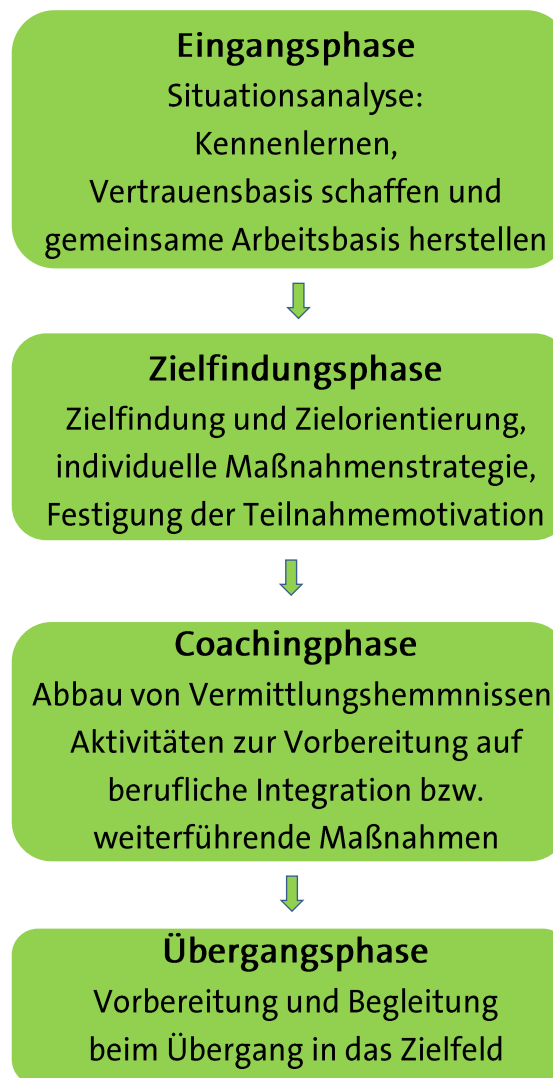 Eingangsphase
Situationsanalyse:
Kennenlernen,
Vertrauensbasis schaffen und
gemeinsame Arbeitsbasis herstellen
Zielfindungsphase
Zielfindung und Zielorientierung,
individuelle Maßnahmenstrategie,
Festigung der Teilnahmemotivation
Coachingphase
Abbau von Vermittlungshemmnissen
Aktivitäten zur Vorbereitung auf
berufliche Integration bzw.
weiterführende Maßnahmen
Übergangsphase
Vorbereitung und Begleitung
beim Übergang in das Zielfeld